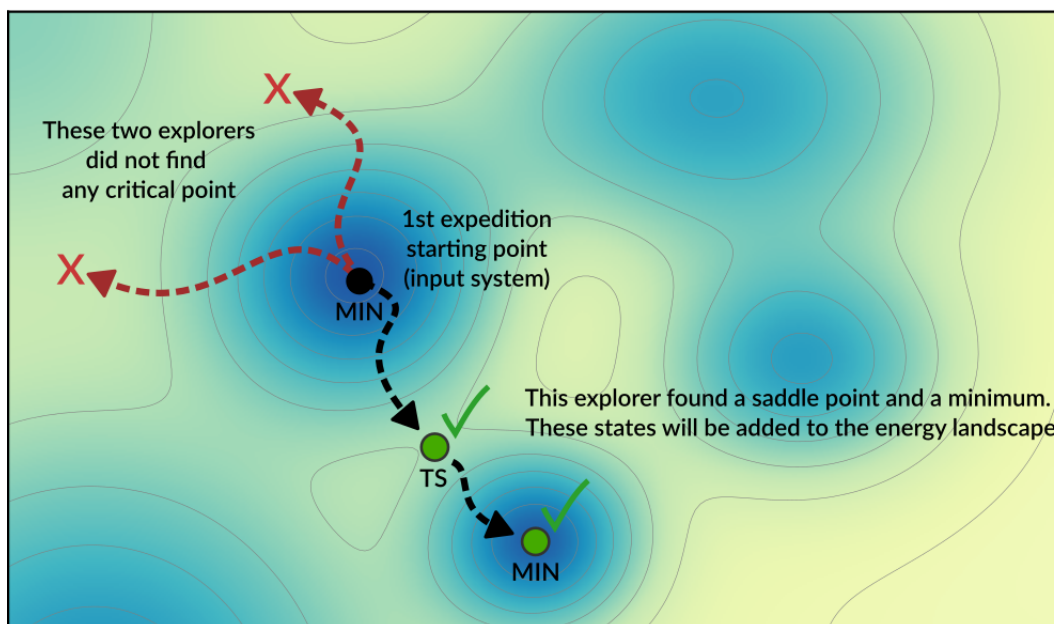 X
These two explorers
did not find
any critical point
1st expedition
starting point
(input system)
X
MIN
This explorer found a saddle point and a minimum.
These states will be added to the energy landscape
TS
MIN